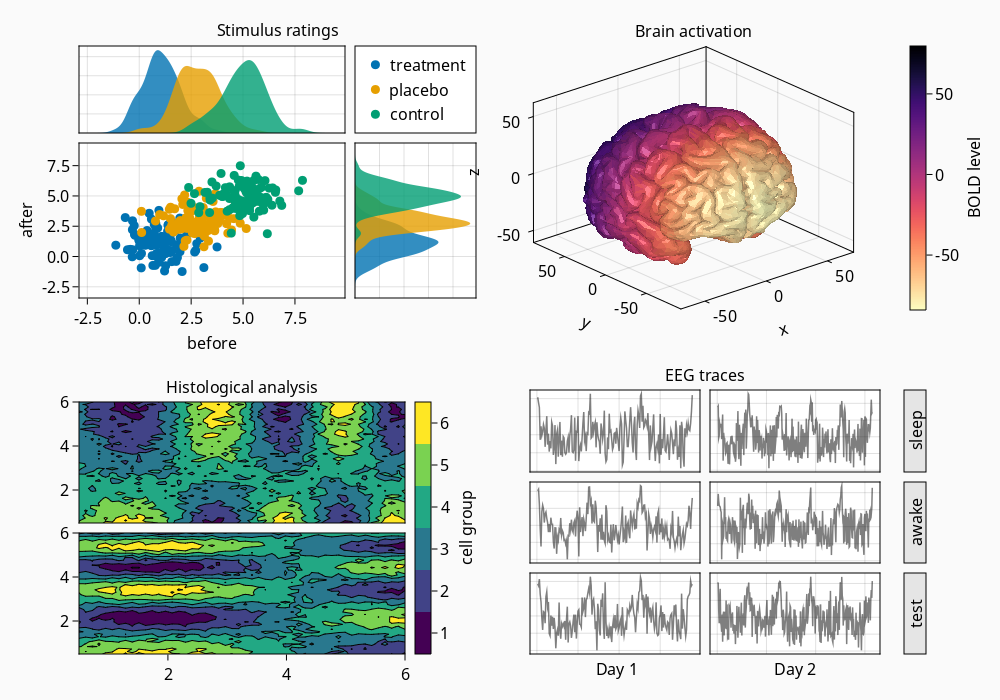 Stimulus ratings
treatment
placebo
control
after
7.5
5.0
2.5
0.0
-2.5
-2.5 0.0 2.5 5.0 7.5
before
Brain activation
z
50
0
-50
50 0 -50
y
-50 0 50
x
50
0
-50
BOLD level
Histological analysis
6
4
2
6
4
2
2 4 6
6
5
4
3
2
1
cell group
EEG traces
sleep
awake
test
Day 1 Day 2